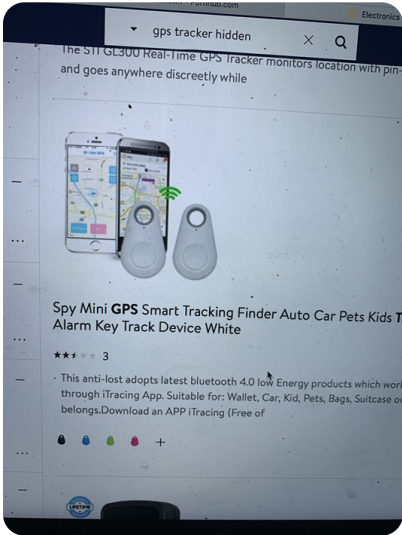 Electronics
gps tracker hidden
The STI GL300 Real-Time GPS Tracker monitors location with pin-
and goes anywhere discreetly while
Spy Mini GPS Smart Tracking Finder Auto Car Pets Kids T
Alarm Key Track Device White
3
· This anti-lost adopts latest bluetooth 4.0 low Energy products which work
through iTracing App. Suitable for: Wallet, Car, Kid, Pets, Bags, Suitcase o
belongs.Download an APP iTracing (Free of
+
LIFETIME